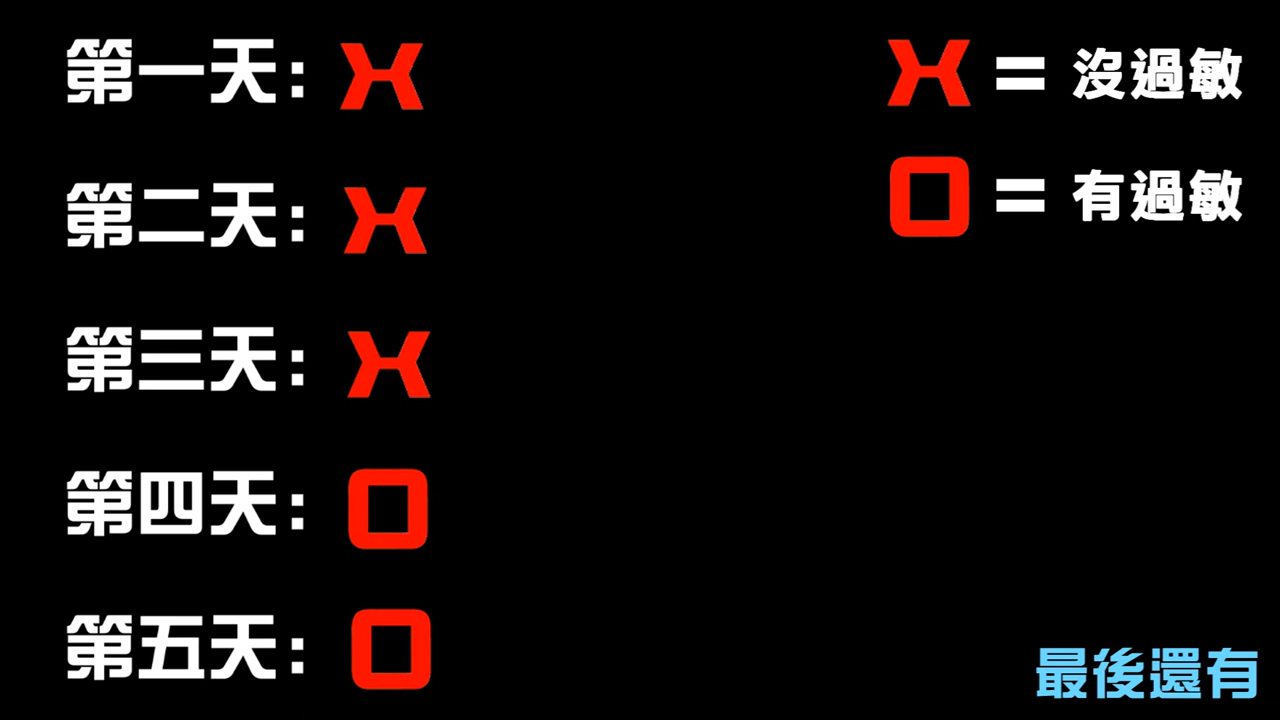 第一天: X
第二天: X
第三天: X
第四天: O
第五天: O
X = 沒過敏
O = 有過敏
最後還有